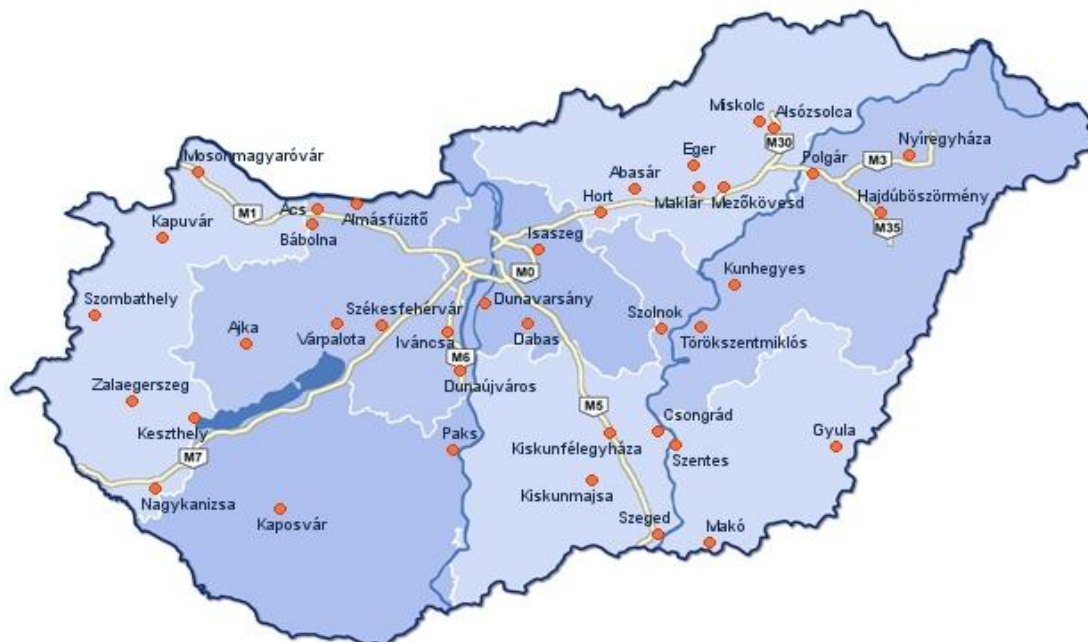 Miskolc
Alsózsolca
M30
Nyíregyháza
Mosonmagyaróvár
Eger
Polgár
M3
Abasár
Hort
Maklár
Mezőkövesd
Hajdúböszörmény
M35
M1
Ács
Almásfüzitő
Kapuvár
Bábolna
Isaszeg
M0
Kunhegyes
Szombathely
Székesfehérvár
Dunavarsány
Szolnok
Ajka
Várpalota
Iváncsa
Dabas
Törökszentmiklós
M6
Zalaegerszeg
Dunaújváros
M5
Csongrád
Keszthely
Paks
Kiskunfélegyháza
Gyula
M7
Szentes
Nagykanizsa
Kiskunmajsa
Kaposvár
Szeged
Makó